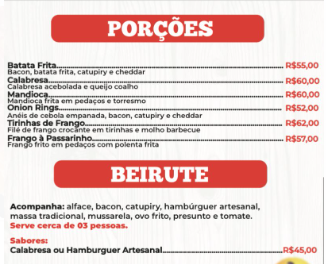 PORÇÕES
Batata Frita R$55,00
Bacon, batata frita, catupiry e cheddar
Calabresa R$60,00
Calabresa acebolada e queijo coalho
Mandioca R$60,00
Mandioca frita em pedaços e torresmo
Onion Rings R$52,00
Anéis de cebola empanada, bacon, catupiry e cheddar
Tirinhas de Frango R$62,00
Filé de frango crocante em tirinhas e molho barbecue
Frango à Passarinho R$57,00
Frango frito em pedaços com polenta frita
BEIRUTE
Acompanha: alface, bacon, catupiry, hambúrguer artesanal,
massa tradicional, mussarela, ovo frito, presunto e tomate.
Serve cerca de 03 pessoas.
Sabores:
Calabresa ou Hamburguer Artesanal R$45,00